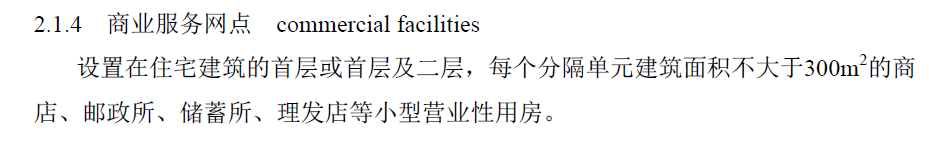 2.1.4 商业服务网点 commercial facilities
设置在住宅建筑的首层或首层及二层，每个分隔单元建筑面积不大于300m²的商
店、邮政所、储蓄所、理发店等小型营业性用房。